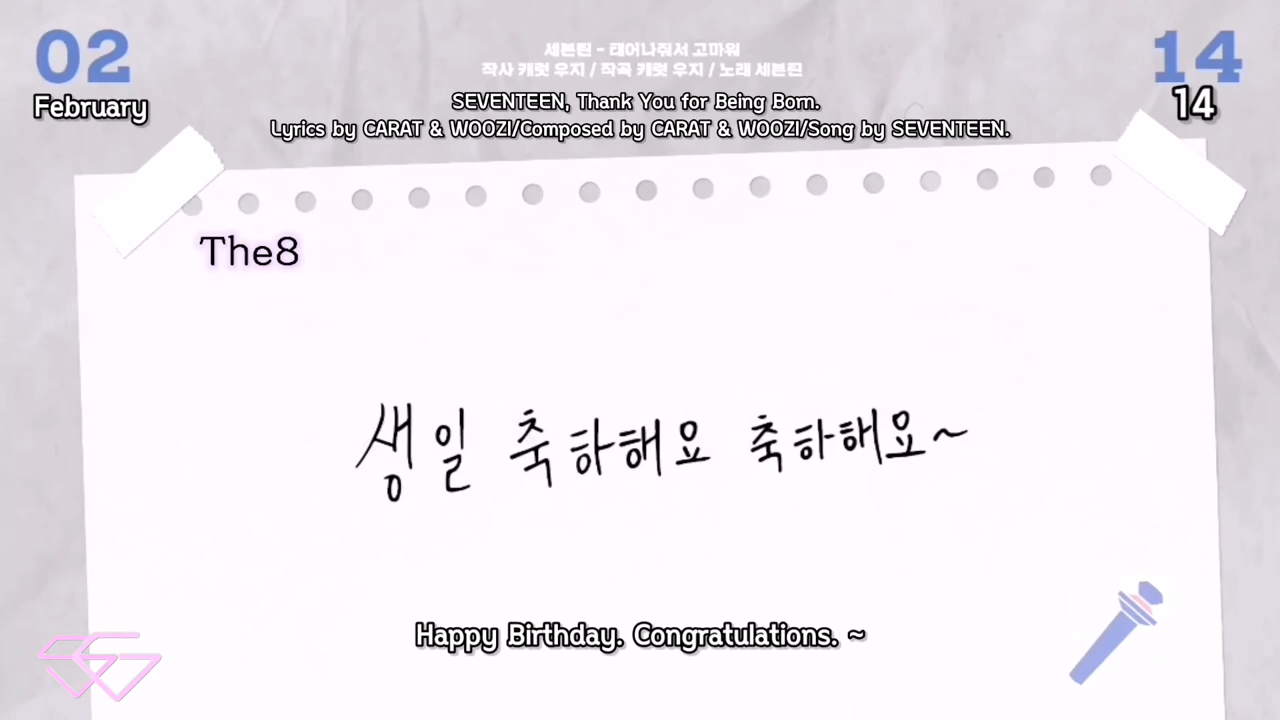 02
February
14
14
세븐틴 - 태어나줘서 고마워
작사 캐럿 우지 / 작곡 캐럿 우지 / 노래 세븐틴
SEVENTEEN, Thank You for Being Born.
Lyrics by CARAT & WOOZI/Composed by CARAT & WOOZI/Song by SEVENTEEN.
The8
생일 축하해요 축하해요~
Happy Birthday. Congratulations. ~